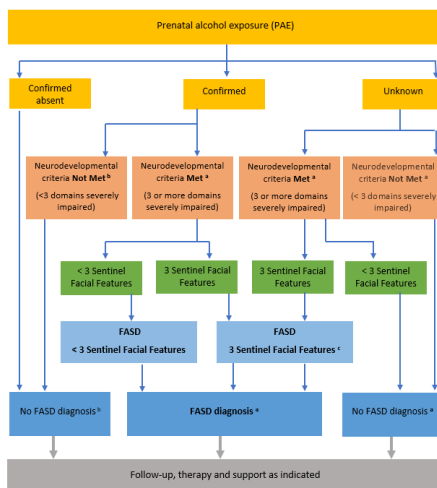 Prenatal alcohol exposure (PAE)
Confirmed
absent
Confirmed
Unknown
Neurodevelopmental
criteria Not Met b
(<3 domains severely
impaired)
Neurodevelopmental
criteria Met a
(3 or more domains
severely impaired)
Neurodevelopmental
criteria Met a
(3 or more domains
severely impaired)
Neurodevelopmental
criteria Not Met a
(< 3 domains severely
impaired)
< 3 Sentinel
Facial Features
3 Sentinel Facial
Features
3 Sentinel Facial
Features
< 3 Sentinel
Facial Features
FASD
< 3 Sentinel Facial Features
FASD
3 Sentinel Facial Features c
No FASD diagnosis b
FASD diagnosis a
No FASD diagnosis a
Follow-up, therapy and support as indicated